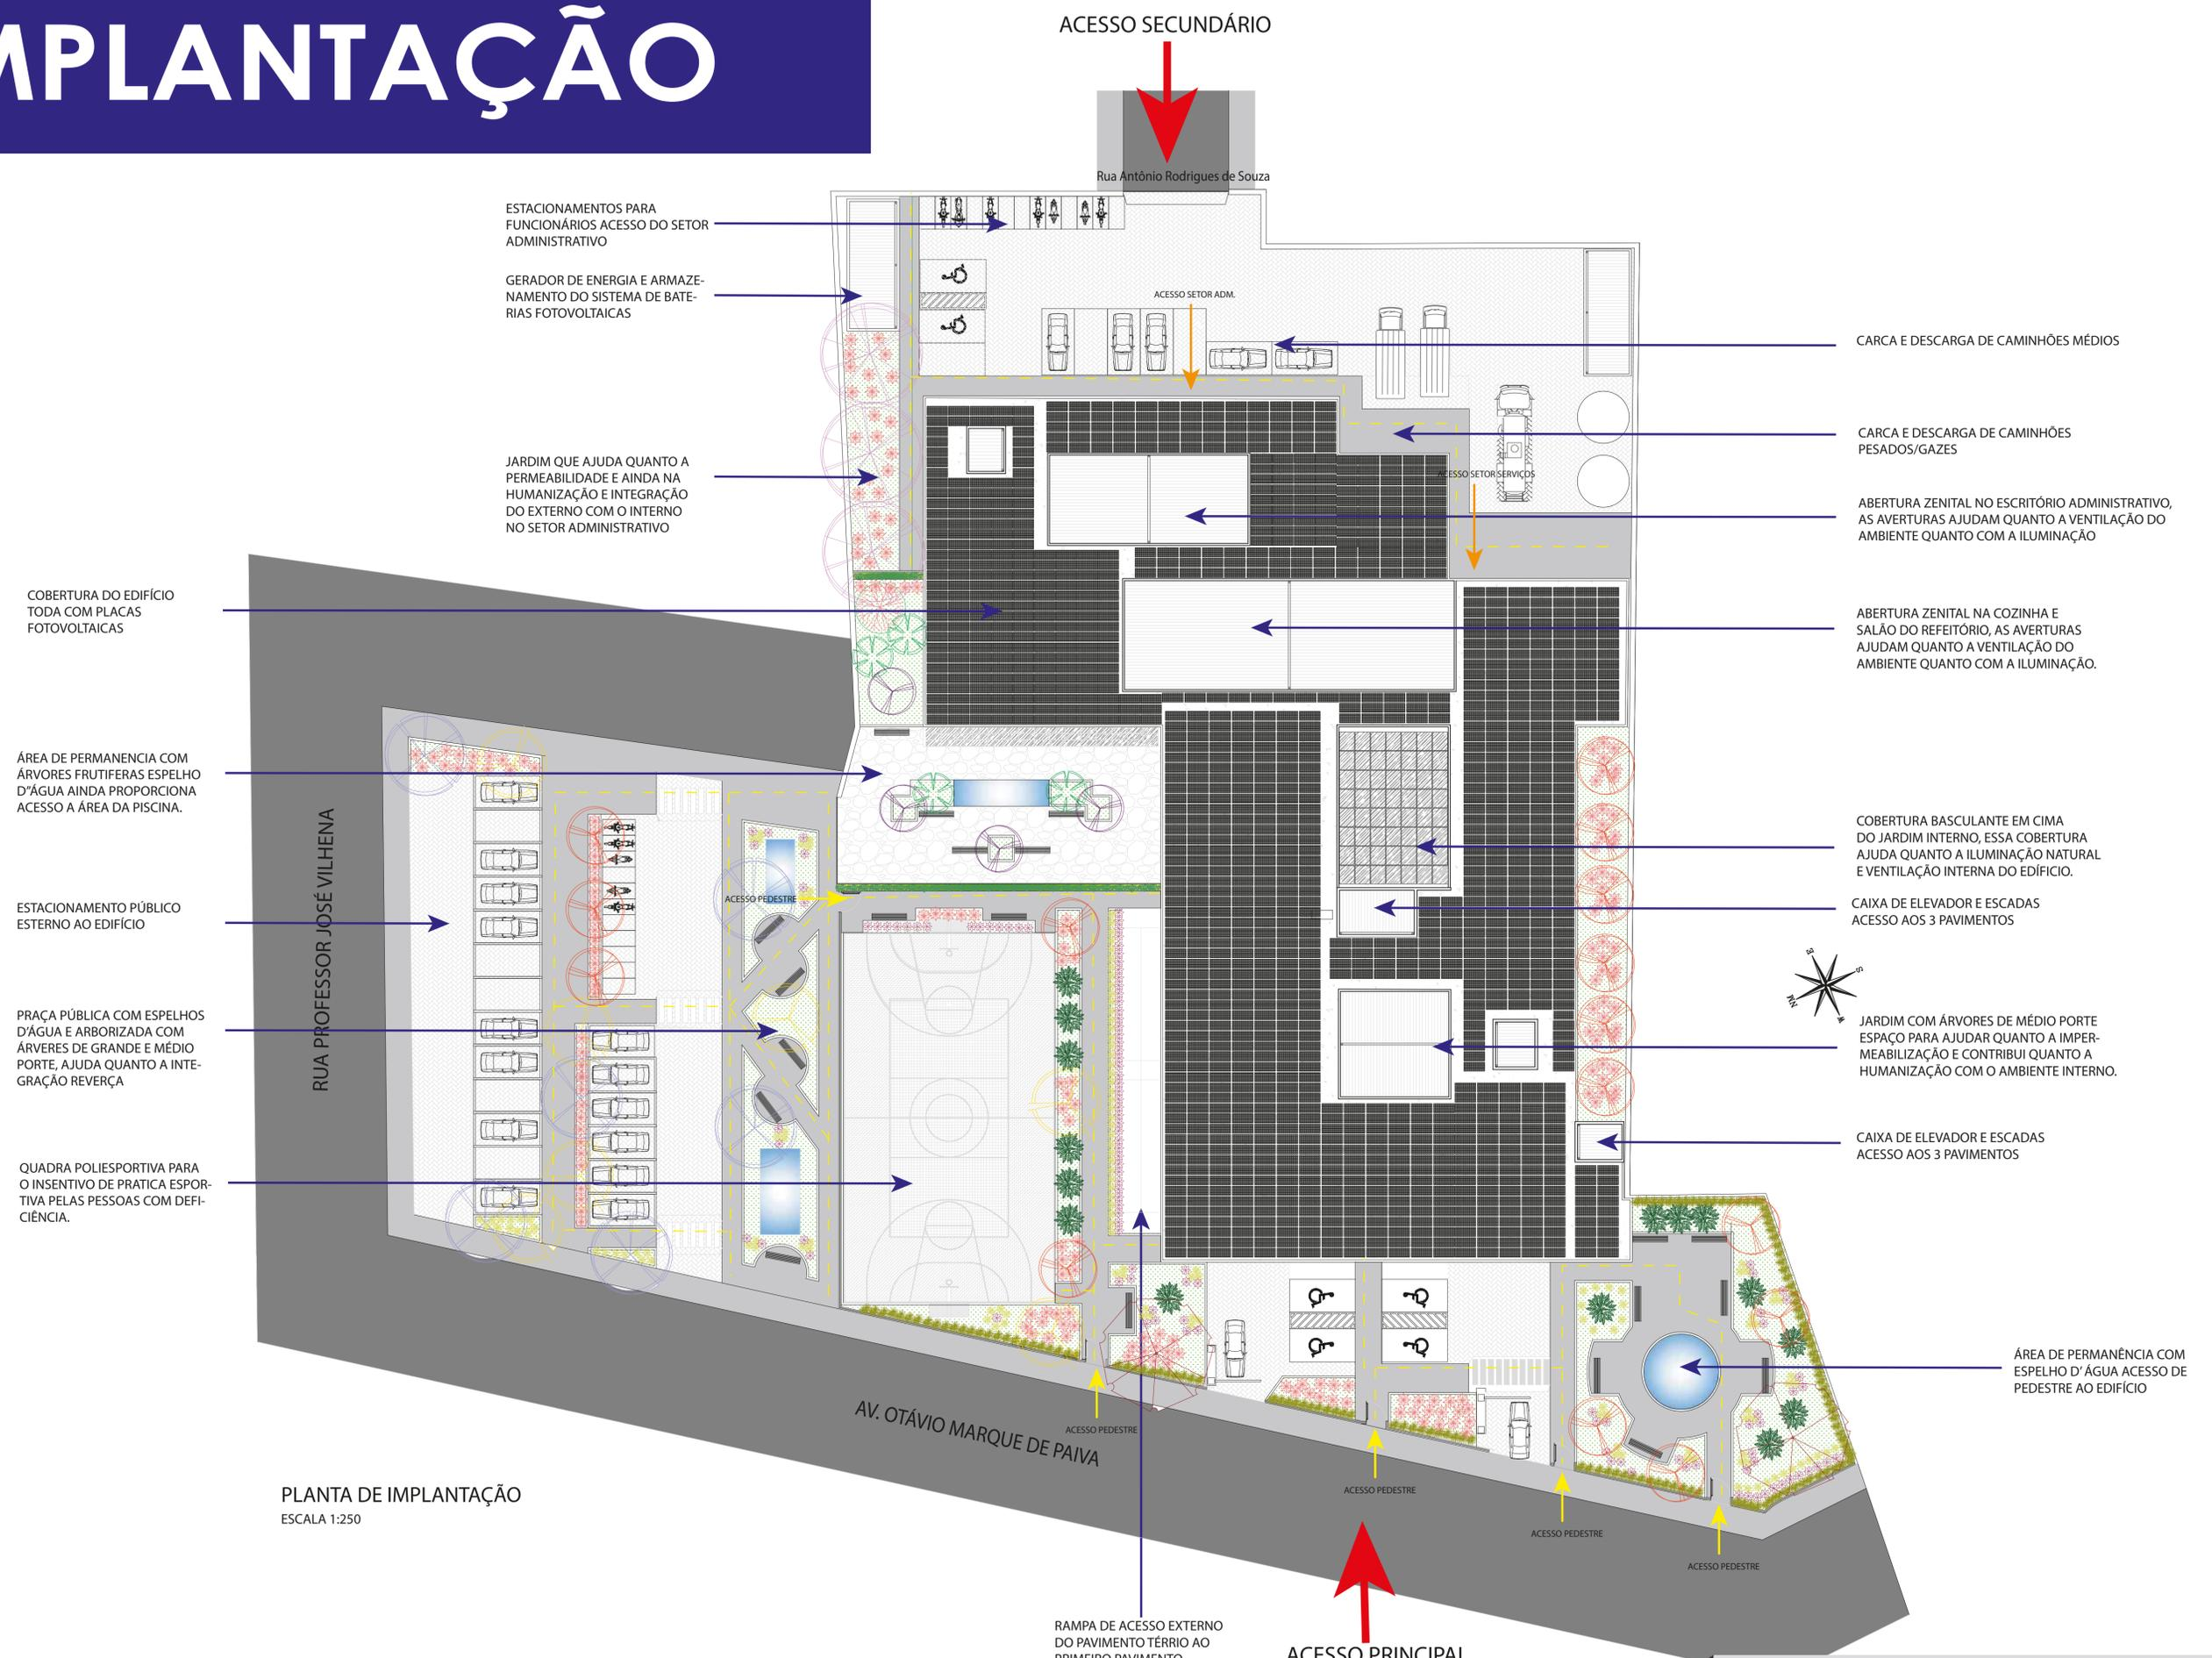 MPLANTAÇÃO
ACESSO SECUNDÁRIO
Rua Antônio Rodrigues de Souza
ESTACIONAMENTOS PARA
FUNCIONÁRIOS ACESSO DO SETOR
ADMINISTRATIVO
GERADOR DE ENERGIA E ARMAZE-
NAMENTO DO SISTEMA DE BATE-
RIAS FOTOVOLTAICAS
ACESSO SETOR ADM.
CARCA E DESCARGA DE CAMINHÕES MÉDIOS
CARCA E DESCARGA DE CAMINHÕES
PESADOS/GAZES
JARDIM QUE AJUDA QUANTO A
PERMEABILIDADE E AINDA NA
HUMANIZAÇÃO E INTEGRAÇÃO
DO EXTERNO COM O INTERNO
NO SETOR ADMINISTRATIVO
ACESSO SETOR SERVIÇOS
ABERTURA ZENITAL NO ESCRITÓRIO ADMINISTRATIVO,
AS AVERTURAS AJUDAM QUANTO A VENTILAÇÃO DO
AMBIENTE QUANTO COM A ILUMINAÇÃO
COBERTURA DO EDIFÍCIO
TODA COM PLACAS
FOTOVOLTAICAS
ABERTURA ZENITAL NA COZINHA E
SALÃO DO REFEITÓRIO, AS AVERTURAS
AJUDAM QUANTO A VENTILAÇÃO DO
AMBIENTE QUANTO COM A ILUMINAÇÃO.
ÁREA DE PERMANENCIA COM
ÁRVORES FRUTIFERAS ESPELHO
D"ÁGUA AINDA PROPORCIONA
ACESSO A ÁREA DA PISCINA.
COBERTURA BASCULANTE EM CIMA
DO JARDIM INTERNO, ESSA COBERTURA
AJUDA QUANTO A ILUMINAÇÃO NATURAL
E VENTILAÇÃO INTERNA DO EDÍFICIO.
RUA PROFESSOR JOSÉ VILHENA
ACESSO PEDESTRE
ESTACIONAMENTO PÚBLICO
ESTERNO AO EDIFÍCIO
CAIXA DE ELEVADOR E ESCADAS
ACESSO AOS 3 PAVIMENTOS
PRAÇA PÚBLICA COM ESPELHOS
D'ÁGUA E ARBORIZADA COM
ÁRVERES DE GRANDE E MÉDIO
PORTE, AJUDA QUANTO A INTE-
GRAÇÃO REVERÇA
JARDIM COM ÁRVORES DE MÉDIO PORTE
ESPAÇO PARA AJUDAR QUANTO A IMPER-
MEABILIZAÇÃO E CONTRIBUI QUANTO A
HUMANIZAÇÃO COM O AMBIENTE INTERNO.
QUADRA POLIESPORTIVA PARA
O INSENTIVO DE PRATICA ESPOR-
TIVA PELAS PESSOAS COM DEFI-
CIÊNCIA.
CAIXA DE ELEVADOR E ESCADAS
ACESSO AOS 3 PAVIMENTOS
ÁREA DE PERMANÊNCIA COM
ESPELHO D' ÁGUA ACESSO DE
PEDESTRE AO EDIFÍCIO
AV. OTÁVIO MARQUE DE PAIVA
ACESSO PEDESTRE
ACESSO PEDESTRE
ACESSO PEDESTRE
ACESSO PEDESTRE
PLANTA DE IMPLANTAÇÃO
ESCALA 1:250
RAMPA DE ACESSO EXTERNO
DO PAVIMENTO TÉRRIO AO
PRIMEIRO PAVIMENTO
ACESSO PRINCIPAL